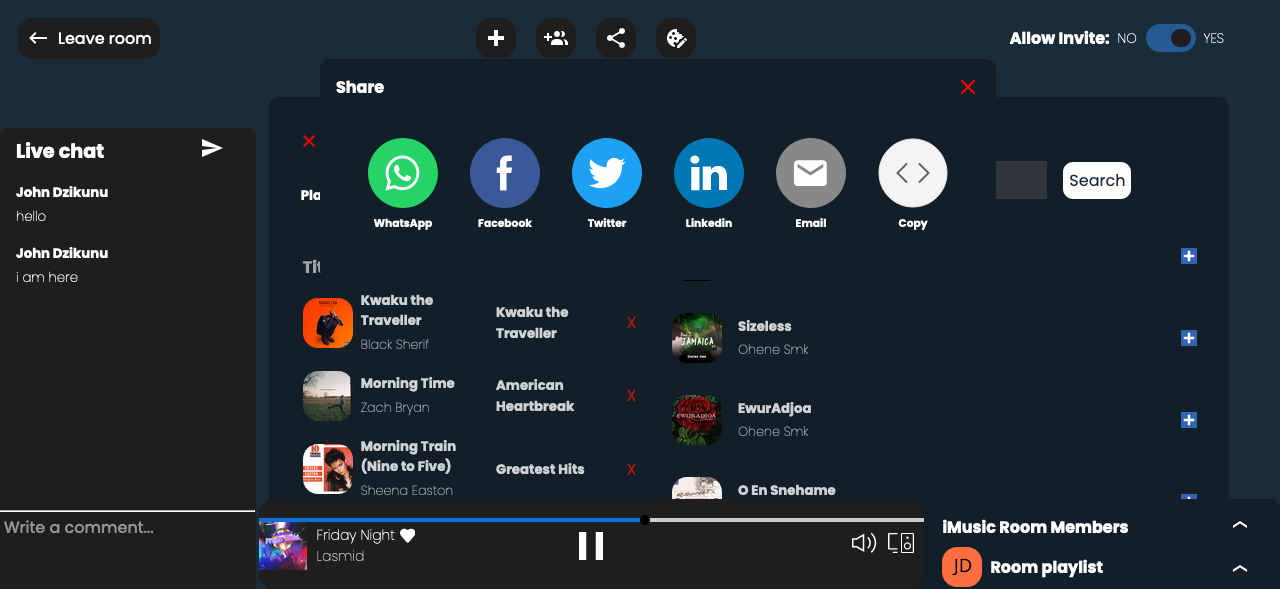 Leave room
Allow Invite: NO YES
Share
Live chat
John Dzikunu
hello
John Dzikunu
i am here
Write a comment...
WhatsApp
Facebook
Twitter
Linkedin
Email
Copy
Pla
Search
Tit
Kwaku the
Traveller
Black Sherif
Kwaku the
Traveller
X
Morning Time
Zach Bryan
American
Heartbreak
X
Morning Train
(Nine to Five)
Sheena Easton
Greatest Hits
X
JAMAICA
Sizeless
Ohene Smk
EWURADJOA
EwurAdjoa
Ohene Smk
O En Snehame
Friday Night
Lasmid
iMusic Room Members
JD
Room playlist